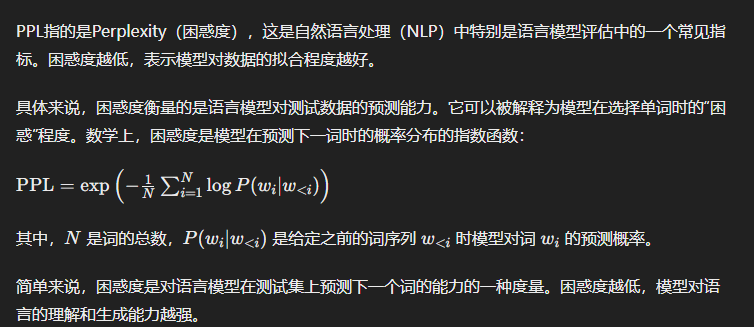 PPL指的是Perplexity（困惑度），这是自然语言处理（NLP）中特别是语言模型评估中的一个常见指
标。困惑度越低，表示模型对数据的拟合程度越好。
具体来说，困惑度衡量的是语言模型对测试数据的预测能力。它可以被解释为模型在选择单词时的"困
惑"程度。数学上，困惑度是模型在预测下一词时的概率分布的指数函数：
PPL = exp(-1/N ∑_{i=1}^{N} log P(w_i|w_{<i}))
其中，N 是词的总数，P(w_i|w_{<i}) 是给定之前的词序列 w_{<i} 时模型对词 w_i 的预测概率。
简单来说，困惑度是对语言模型在测试集上预测下一个词的能力的一种度量。困惑度越低，模型对语
言的理解和生成能力越强。